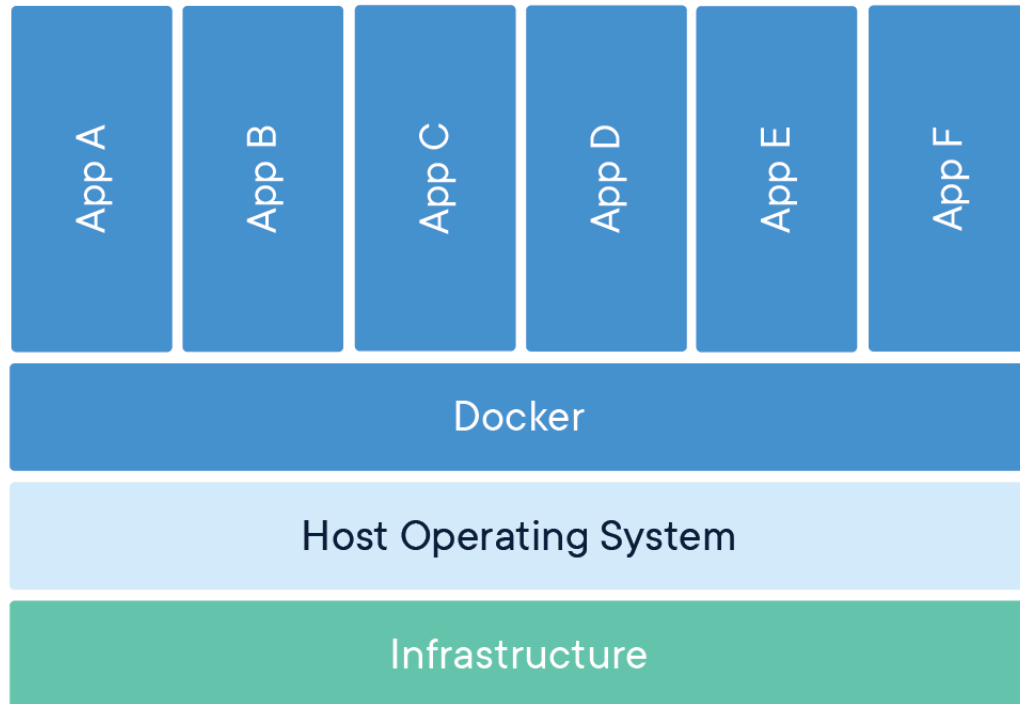 App A
App B
App C
App D
App E
App F
Docker
Host Operating System
Infrastructure